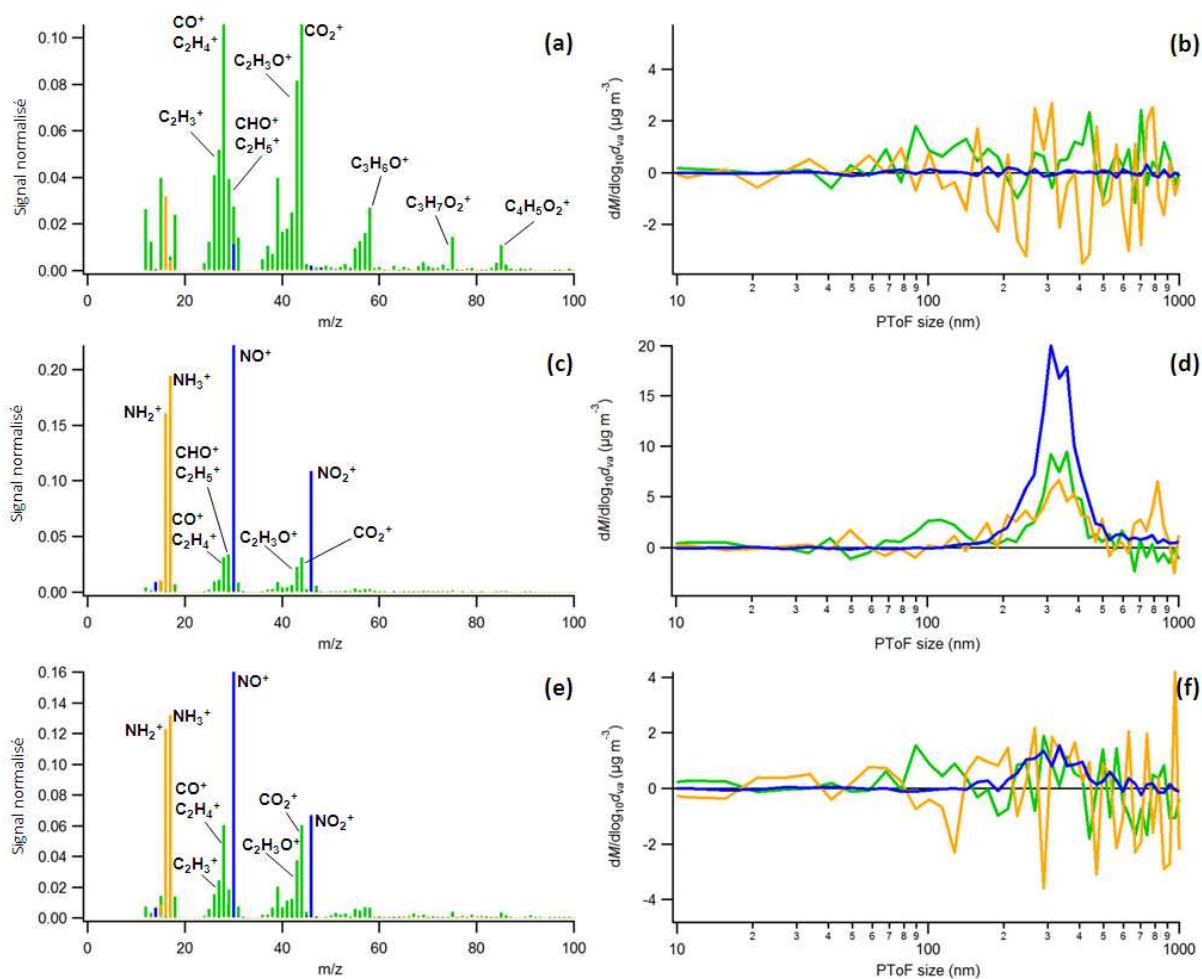 (a)
CO⁺
C₂H₄⁺
CO₂⁺
C₂H₃O⁺
C₂H₃⁺
CHO⁺
C₂H₅⁺
C₃H₆O⁺
C₃H₇O₂⁺
C₄H₅O₂⁺
Signal normalisé
0.10
0.08
0.06
0.04
0.02
0.00
0 20 40 60 80 100
m/z
(b)
dM/dlog₁₀dva (µg m⁻³)
4
2
0
-2
10 2 3 4 5 6 7 8 9 100 2 3 4 5 6 7 8 9 1000
PToF size (nm)
(c)
NO⁺
NH₃⁺
NH₂⁺
CHO⁺
C₂H₅⁺
NO₂⁺
CO⁺
C₂H₄⁺
C₂H₃O⁺
CO₂⁺
Signal normalisé
0.20
0.15
0.10
0.05
0.00
0 20 40 60 80 100
m/z
(d)
dM/dlog₁₀dva (µg m⁻³)
20
15
10
5
0
10 2 3 4 5 6 7 8 9 100 2 3 4 5 6 7 8 9 1000
PToF size (nm)
(e)
NO⁺
NH₃⁺
NH₂⁺
CO⁺
C₂H₄⁺
CO₂⁺
NO₂⁺
C₂H₃⁺
C₂H₃O⁺
Signal normalisé
0.16
0.14
0.12
0.10
0.08
0.06
0.04
0.02
0.00
0 20 40 60 80 100
m/z
(f)
dM/dlog₁₀dva (µg m⁻³)
4
2
0
-2
-4
10 2 3 4 5 6 7 8 9 100 2 3 4 5 6 7 8 9 1000
PToF size (nm)